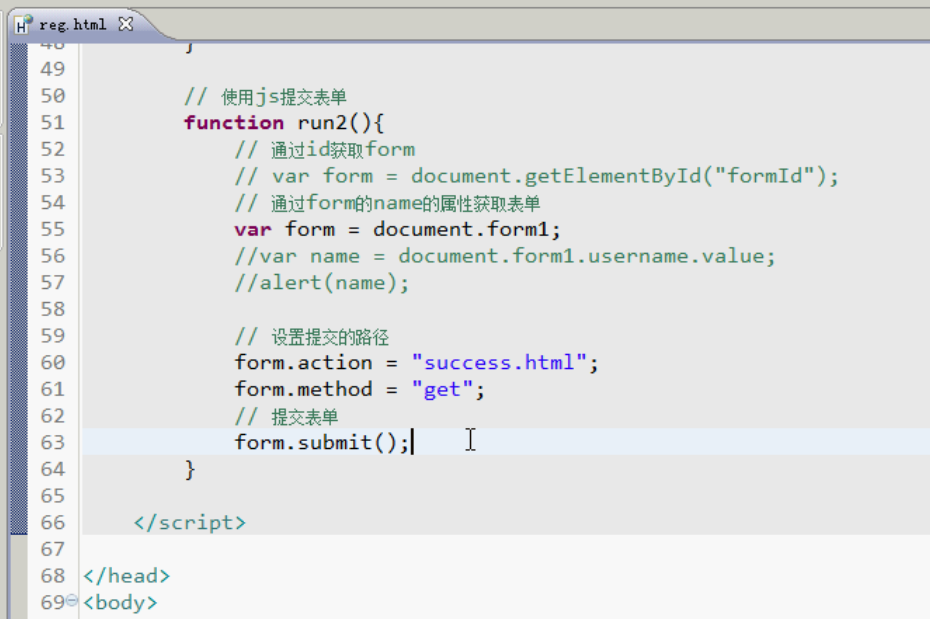 reg.html
49
50 // 使用js提交表单
51 function run2(){
52 // 通过id获取form
53 // var form = document.getElementById("formId");
54 // 通过form的name的属性获取表单
55 var form = document.form1;
56 //var name = document.form1.username.value;
57 //alert(name);
58
59 // 设置提交的路径
60 form.action = "success.html";
61 form.method = "get";
62 // 提交表单
63 form.submit();
64 }
65
66 </script>
67
68 </head>
69 <body>